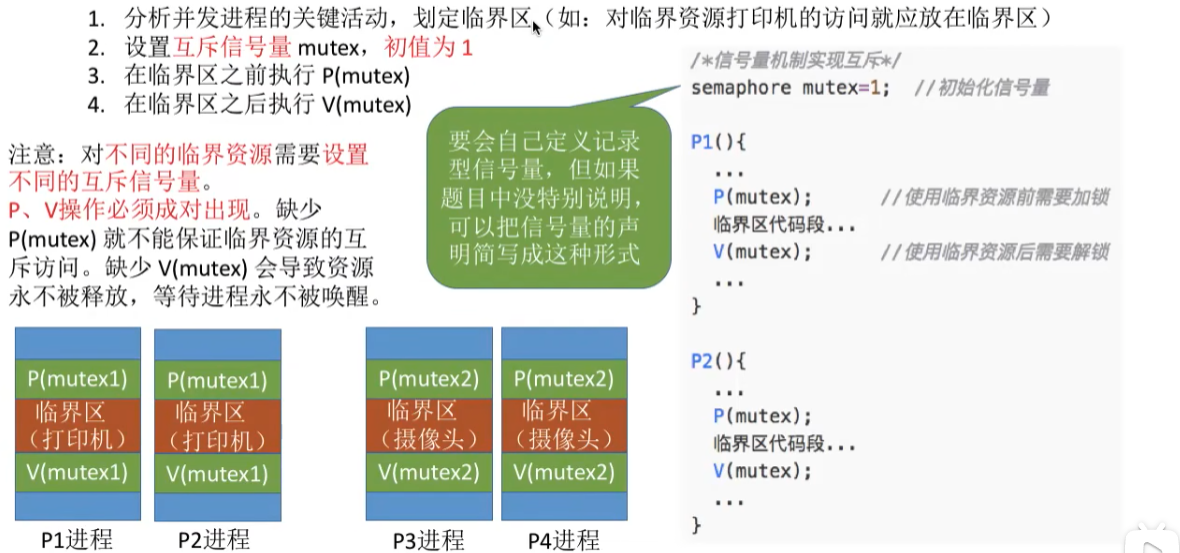 1. 分析并发进程的关键活动，划定临界区（如：对临界资源打印机的访问就应放在临界区）
2. 设置互斥信号量 mutex，初值为 1
3. 在临界区之前执行 P(mutex)
4. 在临界区之后执行 V(mutex)
注意：对不同的临界资源需要设置
不同的互斥信号量。
P、V操作必须成对出现。缺少
P(mutex) 就不能保证临界资源的互
斥访问。缺少 V(mutex) 会导致资源
永不被释放，等待进程永不被唤醒。
要会自己定义记录
型信号量，但如果
题目中没特别说明，
可以把信号量的声
明简写成这种形式
/*信号量机制实现互斥*/
semaphore mutex=1; //初始化信号量
P1(){
...
P(mutex); //使用临界资源前需要加锁
临界区代码段...
V(mutex); //使用临界资源后需要解锁
...
}
P2(){
...
P(mutex);
临界区代码段...
V(mutex);
...
}
P(mutex1) P(mutex1) P(mutex2) P(mutex2)
临界区 临界区 临界区 临界区
（打印机） （打印机） （摄像头） （摄像头）
V(mutex1) V(mutex1) V(mutex2) V(mutex2)
P1进程 P2进程 P3进程 P4进程